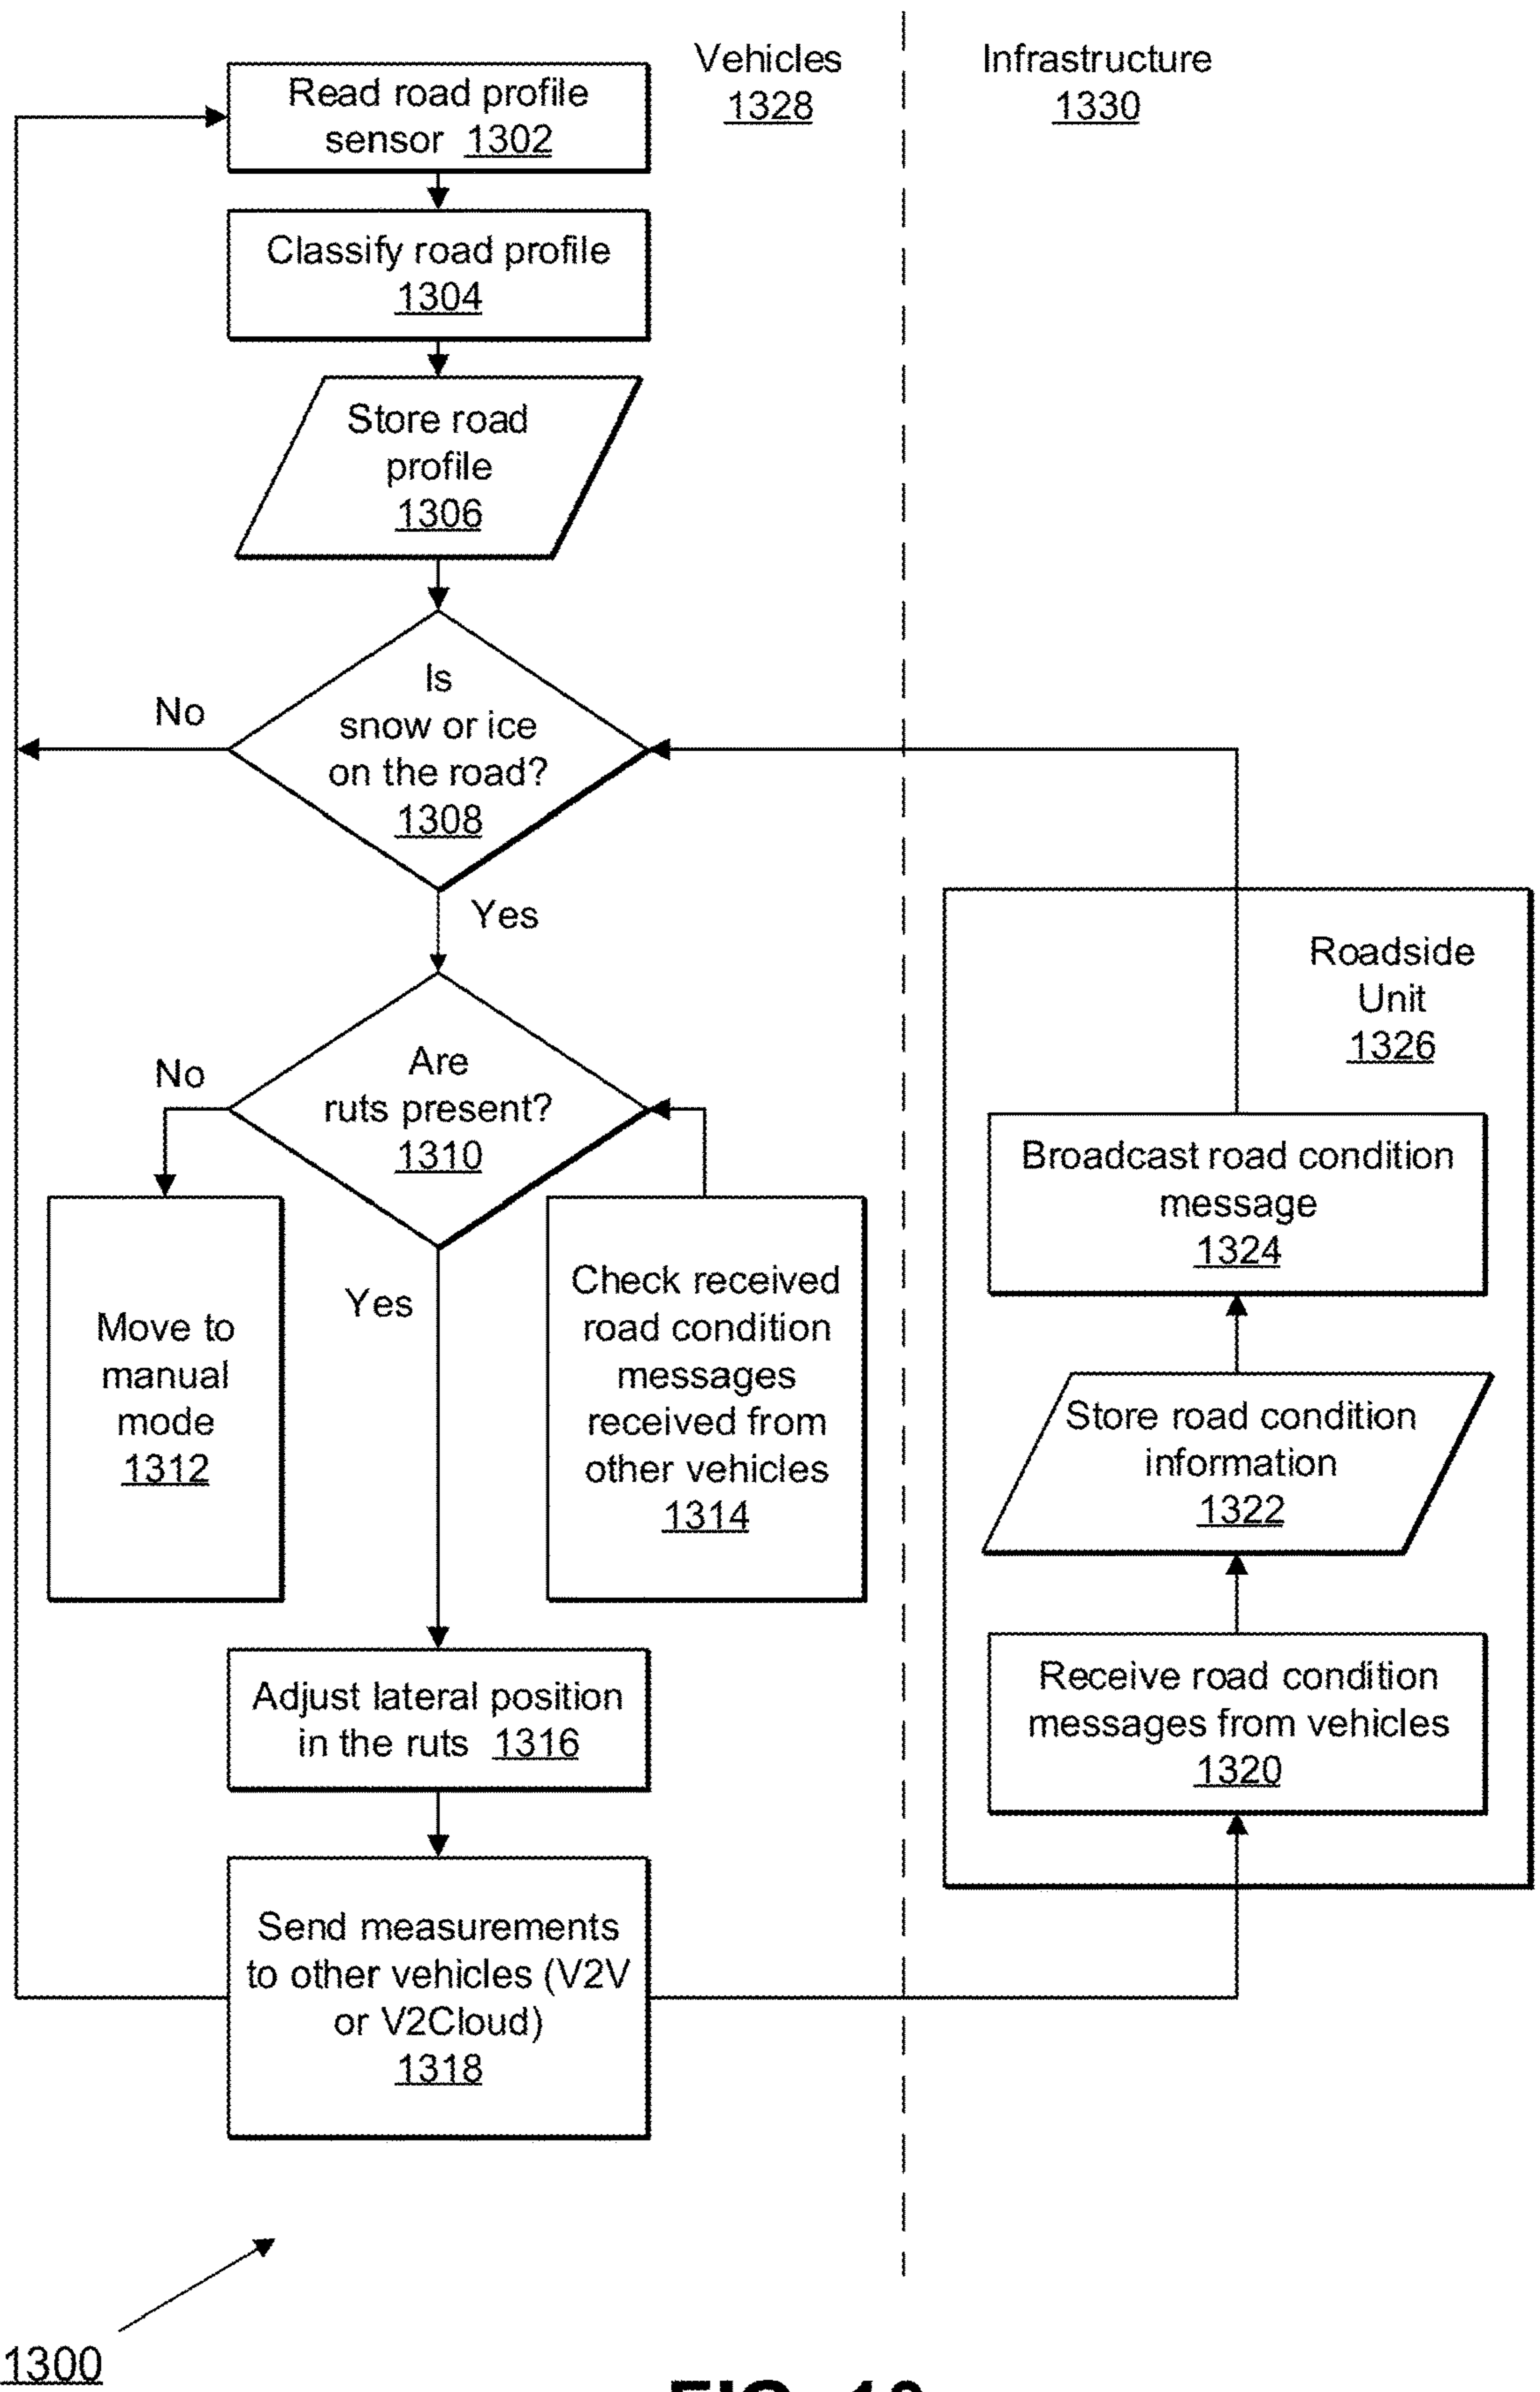 Vehicles
1328
Infrastructure
1330
Read road profile
sensor 1302
Classify road profile
1304
Store road
profile
1306
Is
snow or ice
on the road?
1308
No
Yes
Are
ruts present?
1310
No
Yes
Move to
manual
mode
1312
Check received
road condition
messages
received from
other vehicles
1314
Adjust lateral position
in the ruts 1316
Send measurements
to other vehicles (V2V
or V2Cloud)
1318
Roadside
Unit
1326
Broadcast road condition
message
1324
Store road condition
information
1322
Receive road condition
messages from vehicles
1320
1300